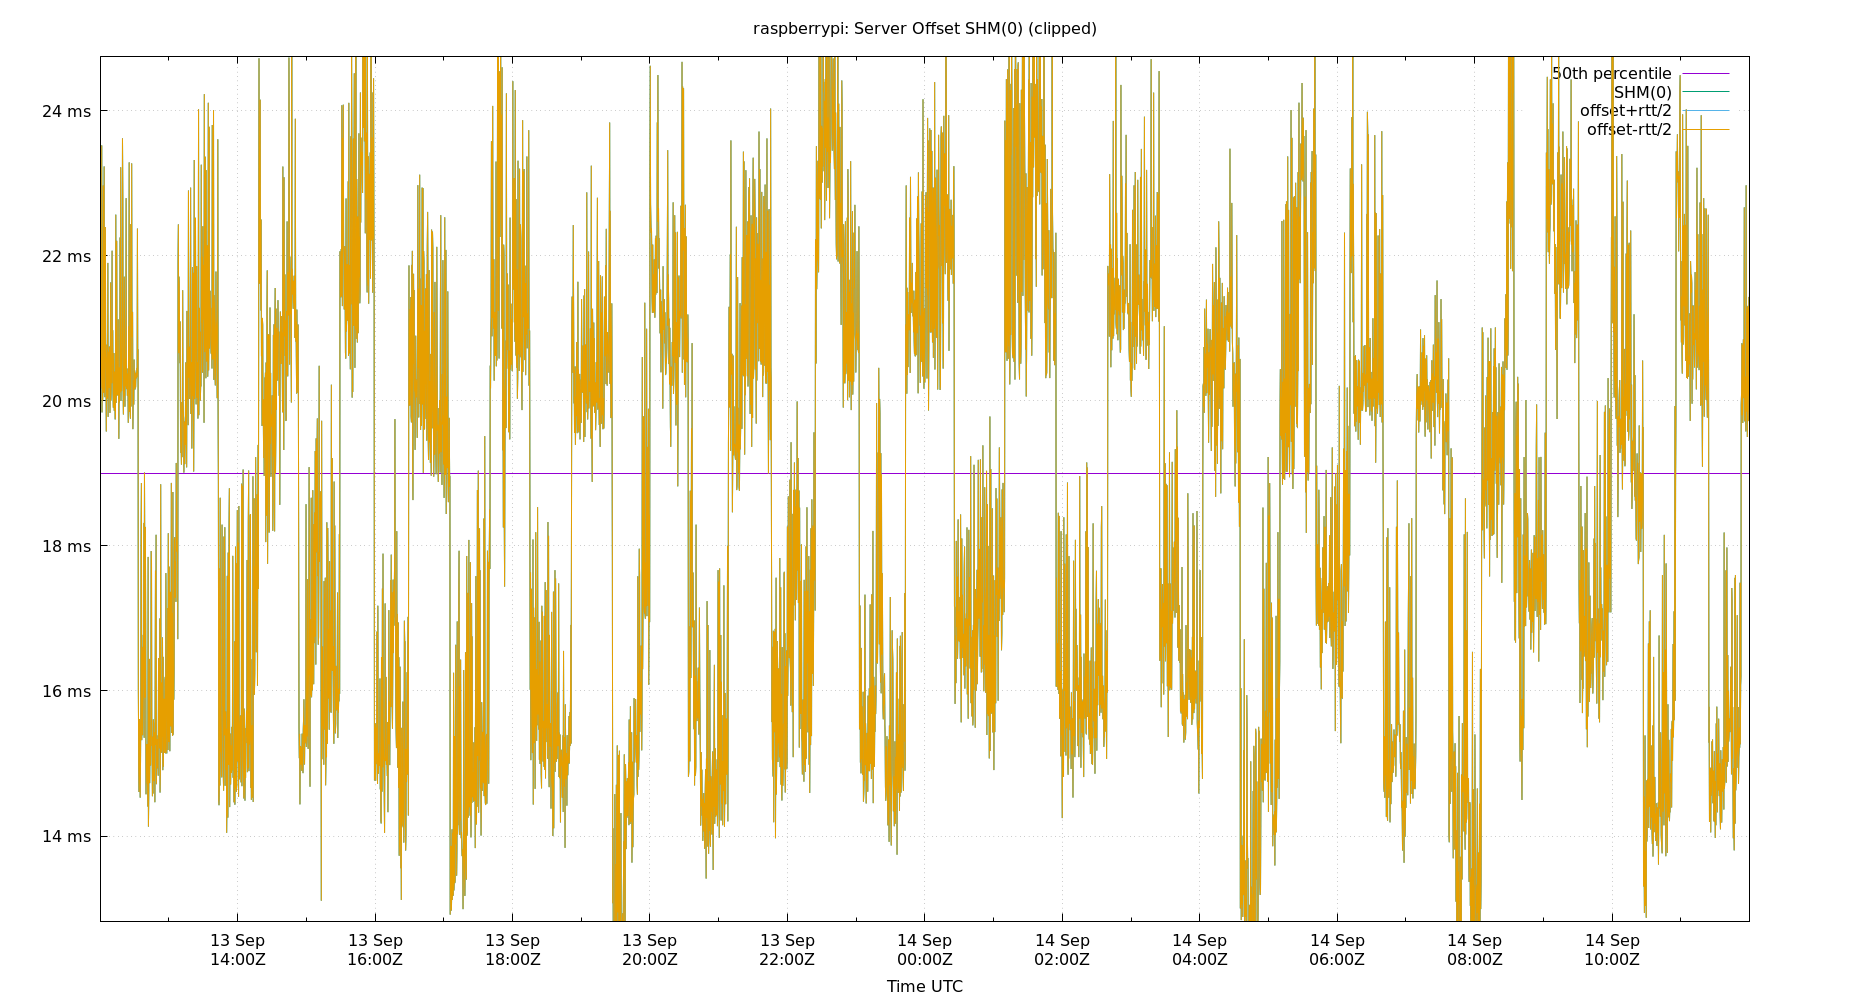 raspberrypi: Server Offset SHM(0) (clipped)
50th percentile
SHM(0)
offset+rtt/2
offset-rtt/2
24 ms
22 ms
20 ms
18 ms
16 ms
14 ms
13 Sep 13 Sep 13 Sep 13 Sep 13 Sep 14 Sep 14 Sep 14 Sep 14 Sep 14 Sep 14 Sep
14:00Z 16:00Z 18:00Z 20:00Z 22:00Z 00:00Z 02:00Z 04:00Z 06:00Z 08:00Z 10:00Z
Time UTC